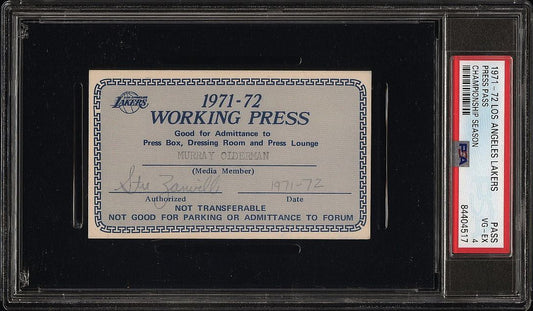 LAKERS
1971-72
WORKING PRESS
Good for Admittance to
Press Box, Dressing Room and Press Lounge
MURRAY OLDERMAN
(Media Member)
1971-72
Authorized Date
NOT TRANSFERABLE
NOT GOOD FOR PARKING OR ADMITTANCE TO FORUM
1971-72 LOS ANGELES LAKERS PASS
PRESS PASS VG-EX
CHAMPIONSHIP SEASON 4
PSA 84404517